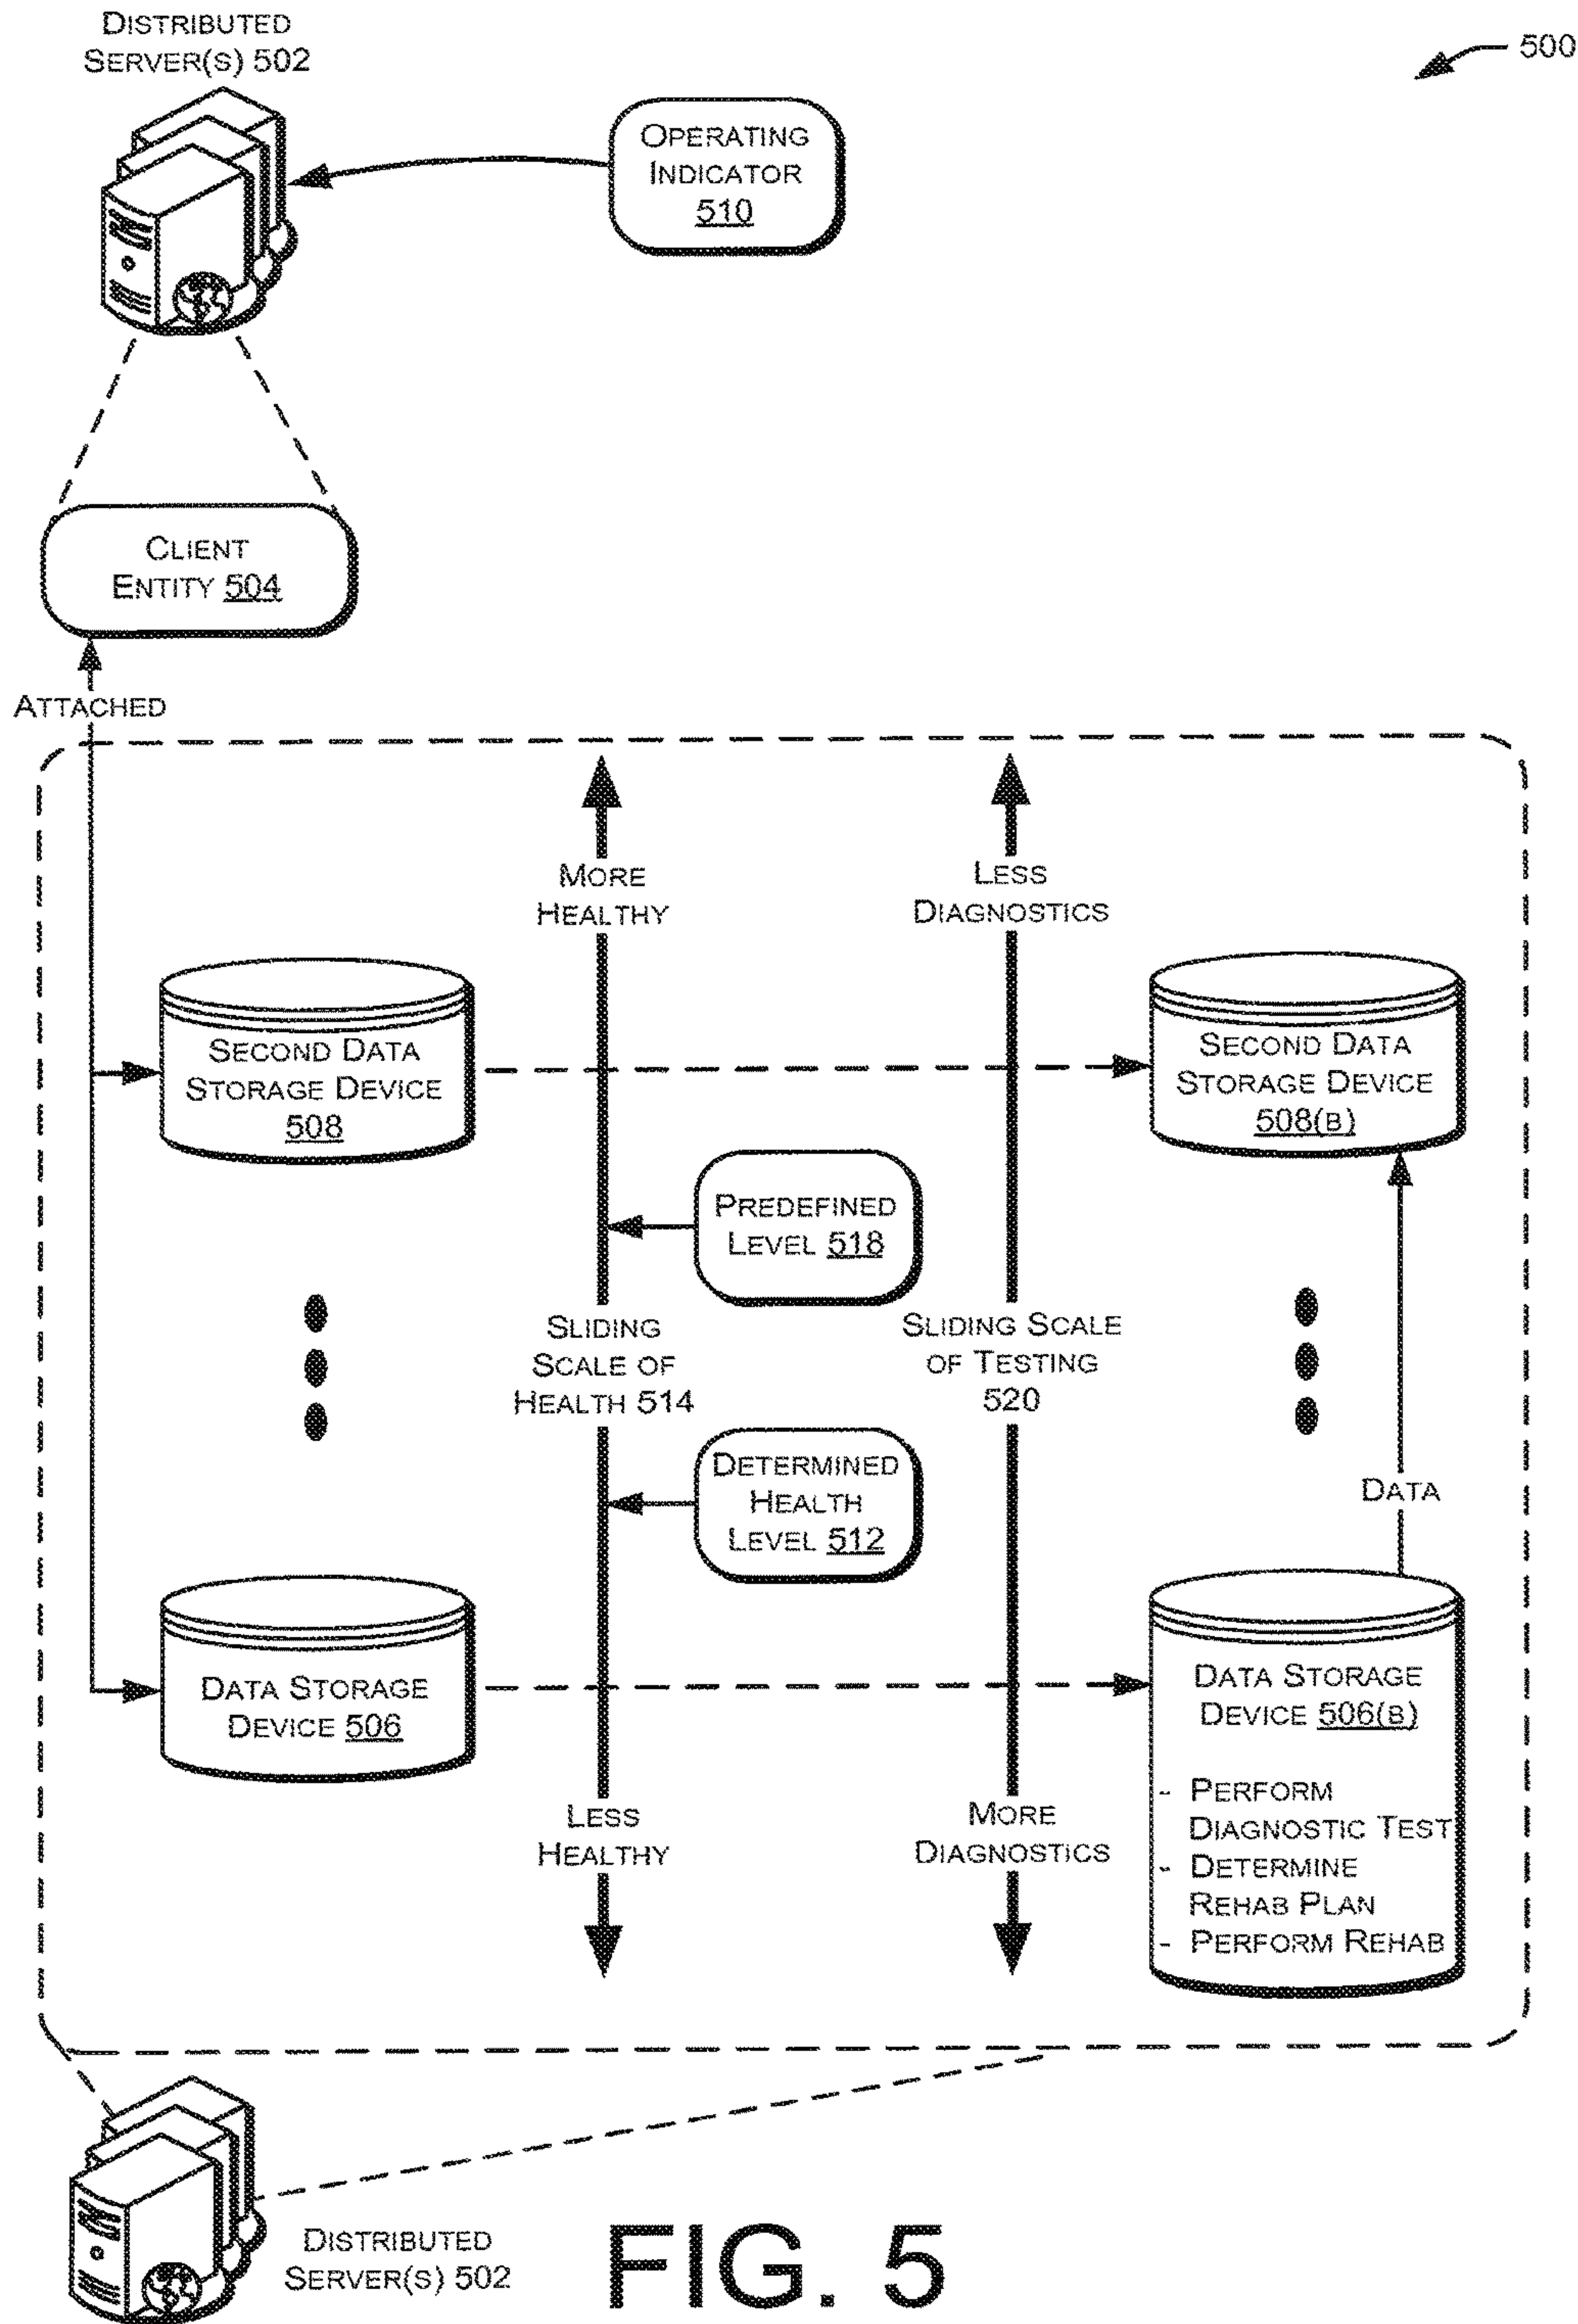 DISTRIBUTED
SERVER(S) 502
500
OPERATING
INDICATOR
510
CLIENT
ENTITY 504
ATTACHED
MORE
HEALTHY
LESS
DIAGNOSTICS
SECOND DATA
STORAGE DEVICE
508
SECOND DATA
STORAGE DEVICE
508(B)
PREDEFINED
LEVEL 518
SLIDING
SCALE OF
HEALTH 514
SLIDING SCALE
OF TESTING
520
DETERMINED
HEALTH
LEVEL 512
DATA
DATA STORAGE
DEVICE 506
DATA STORAGE
DEVICE 506(B)
- PERFORM
DIAGNOSTIC TEST
- DETERMINE
REHAB PLAN
- PERFORM REHAB
LESS
HEALTHY
MORE
DIAGNOSTICS
DISTRIBUTED
SERVER(S) 502
FIG. 5